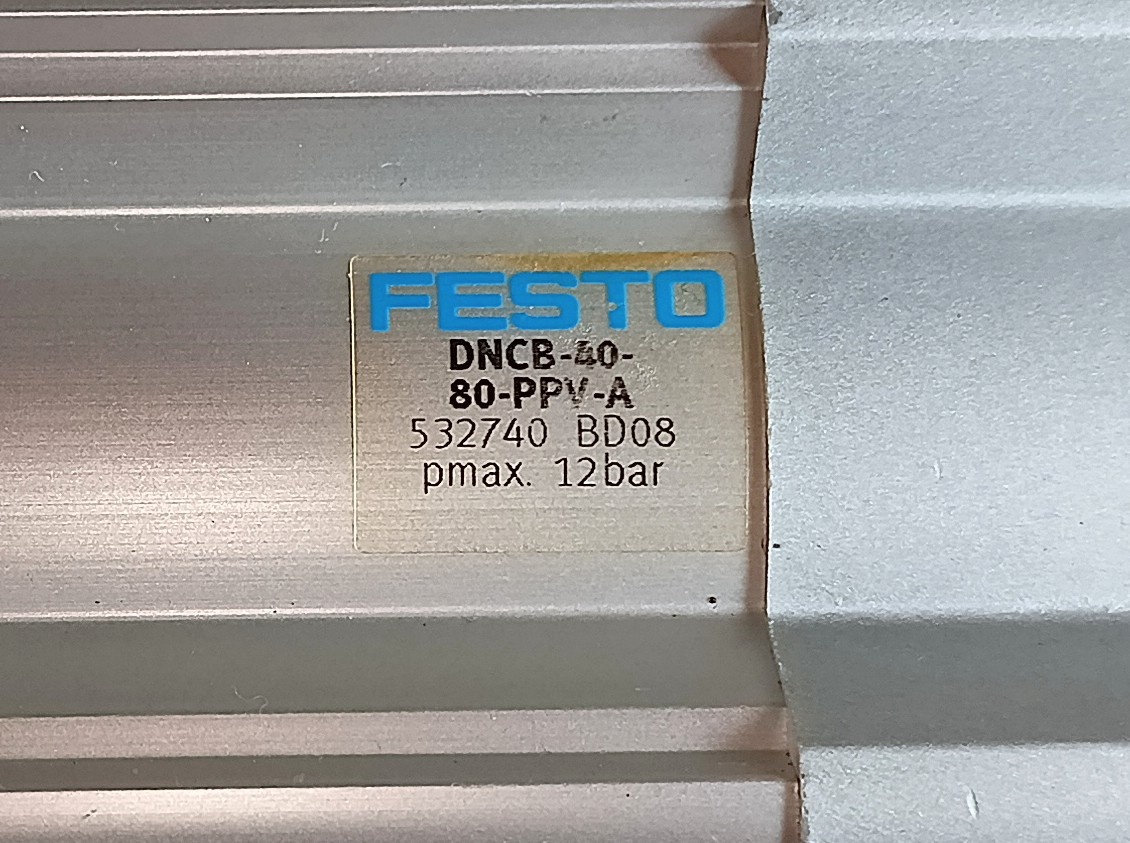 FESTO
DNCB-40-
80-PPV-A
532740 BD08
pmax. 12bar